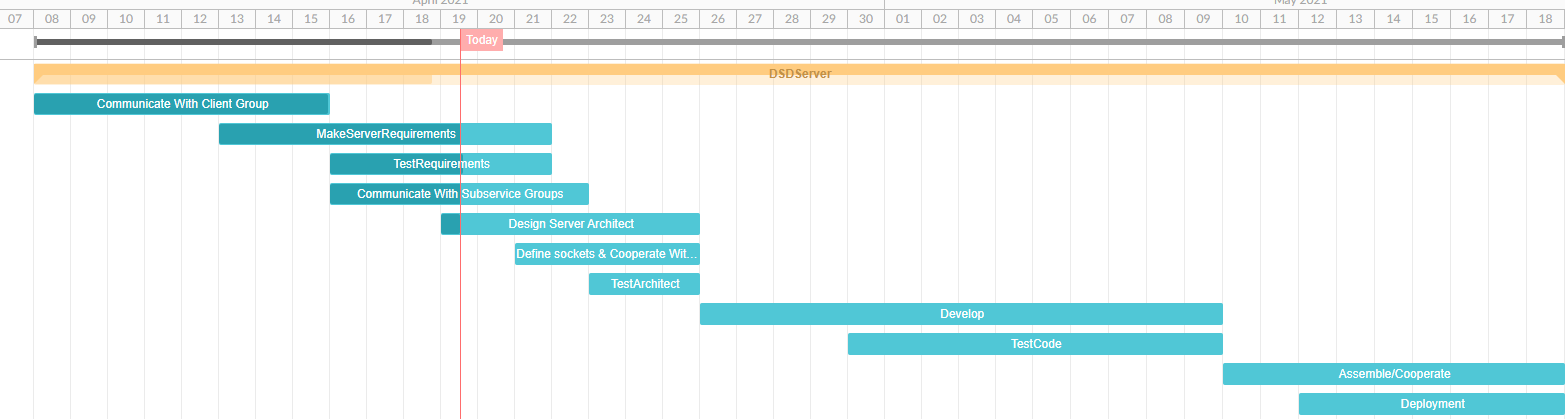 April 2021 May 2021
07 08 09 10 11 12 13 14 15 16 17 18 19 20 21 22 23 24 25 26 27 28 29 30 01 02 03 04 05 06 07 08 09 10 11 12 13 14 15 16 17 18
Today
DSDServer
Communicate With Client Group
MakeServerRequirements
TestRequirements
Communicate With Subservice Groups
Design Server Architect
Define sockets & Cooperate Wit...
TestArchitect
Develop
TestCode
Assemble/Cooperate
Deployment